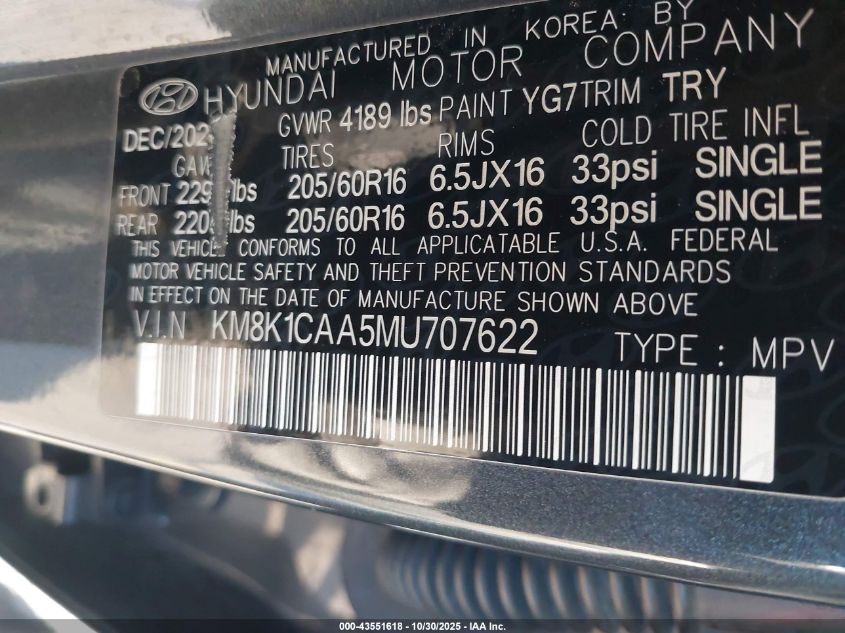 MANUFACTURED IN KOREA BY
HYUNDAI MOTOR COMPANY
GVWR 4189 lbs PAINT YG7 TRIM TRY
TIRES RIMS COLD TIRE INFL
FRONT lbs 205/60R16 6.5JX16 33psi SINGLE
REAR lbs 205/60R16 6.5JX16 33psi SINGLE
THIS VEHICLE CONFORMS TO ALL APPLICABLE U.S.A. FEDERAL
MOTOR VEHICLE SAFETY AND THEFT PREVENTION STANDARDS
IN EFFECT ON THE DATE OF MANUFACTURE SHOWN ABOVE
V.I.N KM8K1CAA5MU707622 TYPE : MPV
000-43551618 - 10/30/2025 - IAA Inc.